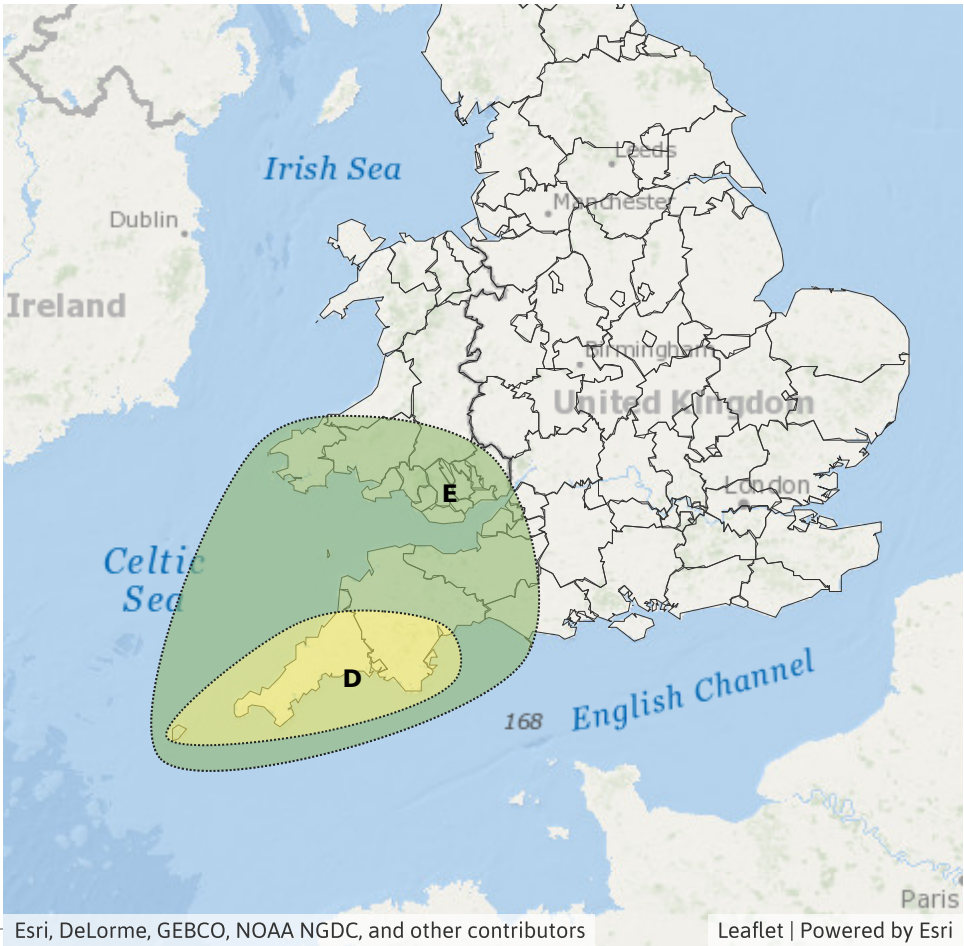 Leeds
Irish Sea
Manchester
Dublin
Ireland
Birmingham
United Kingdom
London
E
Celtic
Sea
D
English Channel
168
Paris
Esri, DeLorme, GEBCO, NOAA NGDC, and other contributors
Leaflet | Powered by Esri